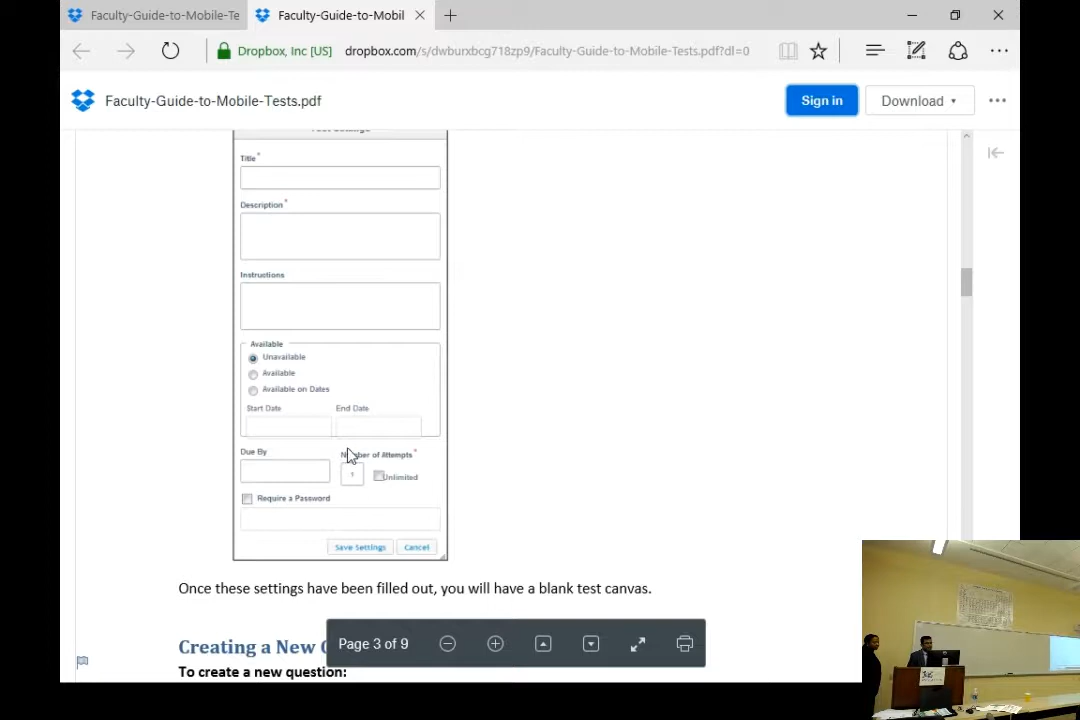 Faculty-Guide-to-Mobile-Te
Faculty-Guide-to-Mobil
Dropbox, Inc [US] dropbox.com/s/dwburxbcg718zp9/Faculty-Guide-to-Mobile-Tests.pdf?dl=0
Faculty-Guide-to-Mobile-Tests.pdf
Sign in
Download
Title*
Description*
Instructions
Available
Unavailable
Available
Available on Dates
Start Date End Date
Due By
Number of Attempts*
1
Unlimited
Require a Password
Save Settings Cancel
Once these settings have been filled out, you will have a blank test canvas.
Creating a New
To create a new question:
Page 3 of 9